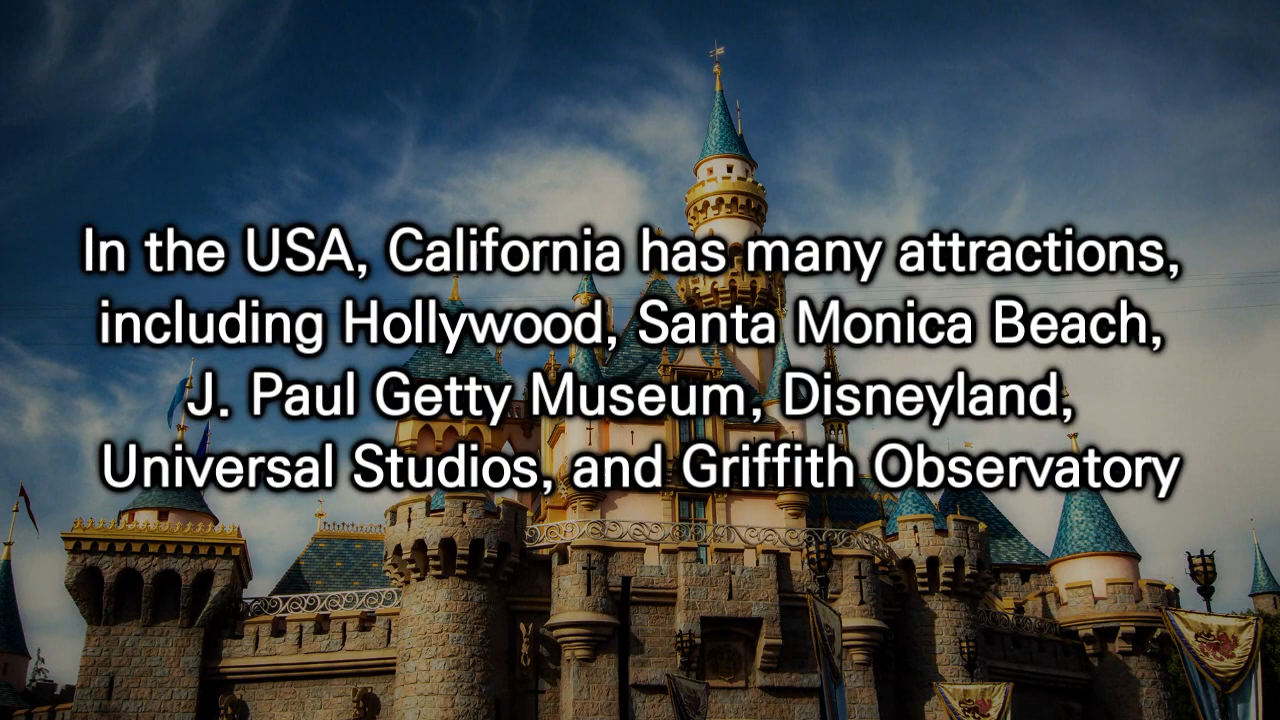 In the USA, California has many attractions,
including Hollywood, Santa Monica Beach,
J. Paul Getty Museum, Disneyland,
Universal Studios, and Griffith Observatory